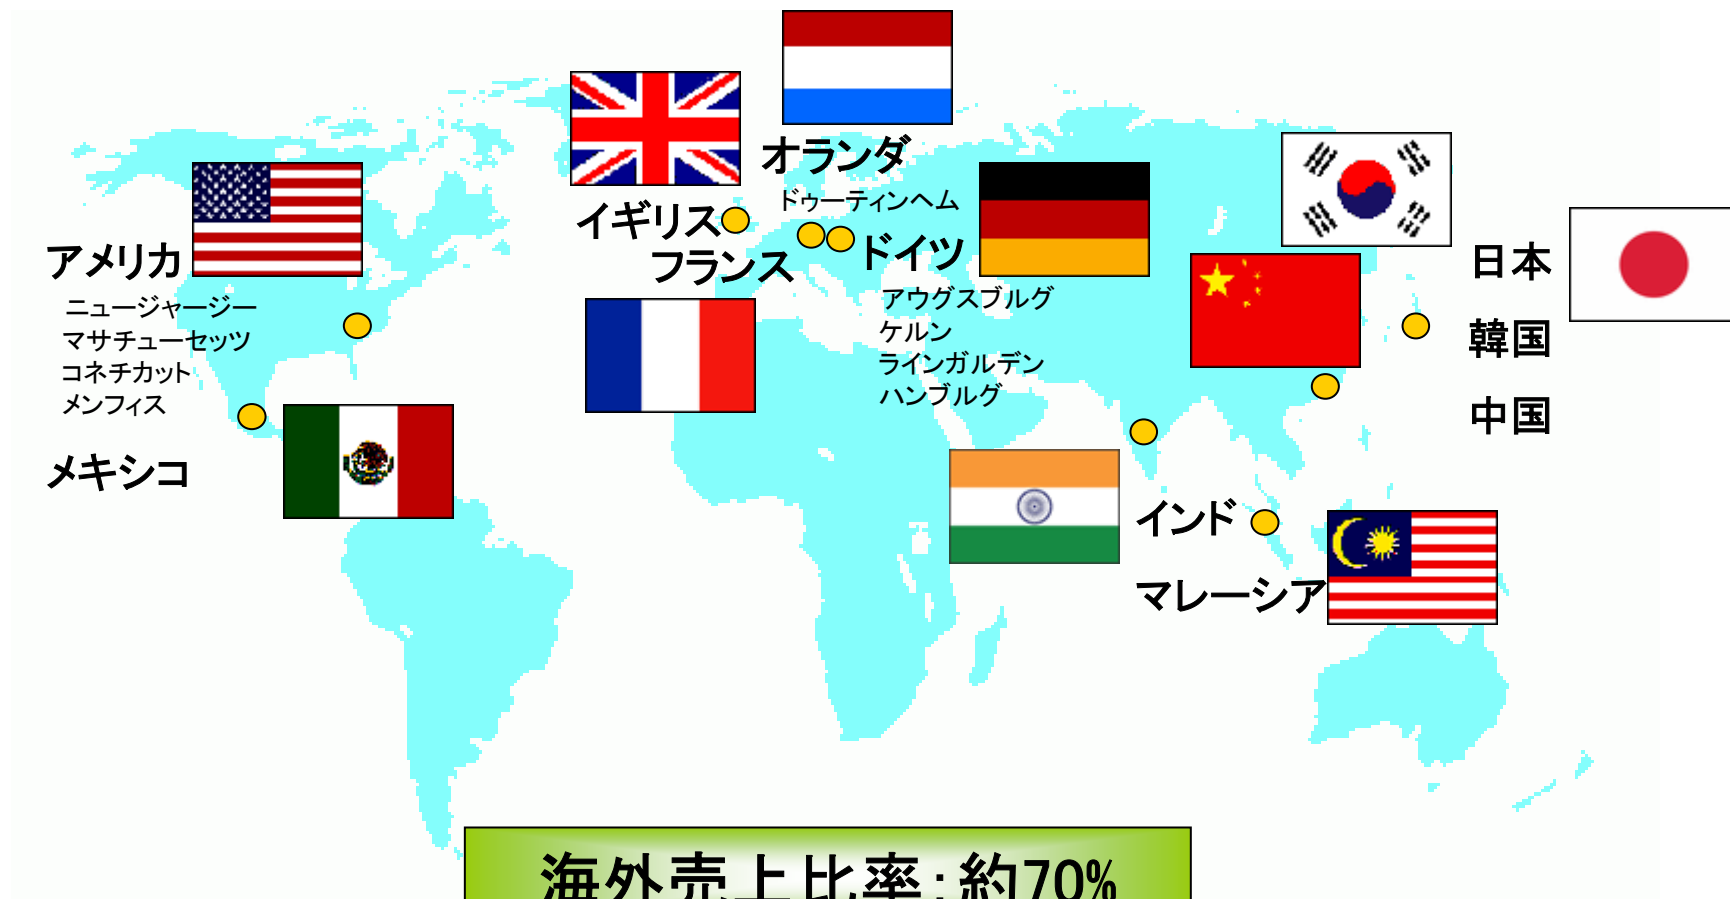 オランダ
ドゥーティンヘム
イギリス
フランス
ドイツ
アウグスブルグ
ケルン
ラインガルデン
ハンブルグ
アメリカ
ニュージャージー
マサチューセッツ
コネチカット
メンフィス
メキシコ
日本
韓国
中国
インド
マレーシア
海外売上比率:約70%